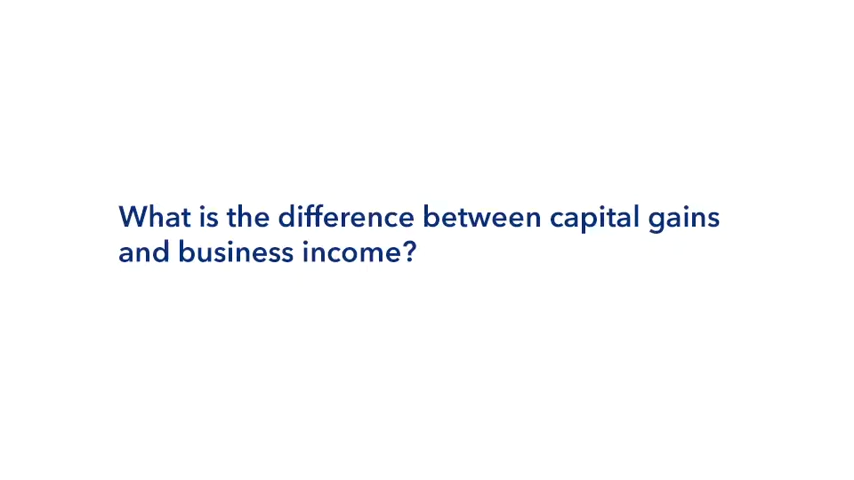 What is the difference between capital gains
and business income?